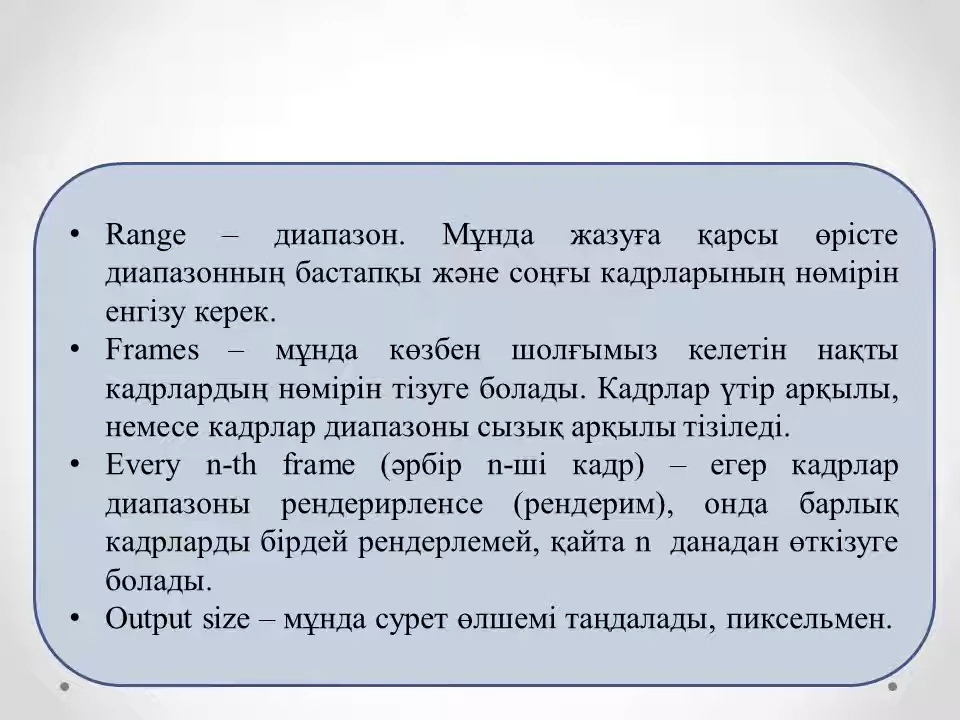 • Range – диапазон. Мұнда жазуға қарсы өрісте
диапазонның бастапқы және соңғы кадрларының нөмірін
енгізу керек.
• Frames – мұнда көзбен шолғымыз келетін нақты
кадрлардың нөмірін тізуге болады. Кадрлар үтір арқылы,
немесе кадрлар диапазоны сызық арқылы тізіледі.
• Every n-th frame (әрбір n-ші кадр) – егер кадрлар
диапазоны рендерирленсе (рендерим), онда барлық
кадрларды бірдей рендерлемей, қайта n данадан өткізуге
болады.
• Output size – мұнда сурет өлшемі таңдалады, пиксельмен.